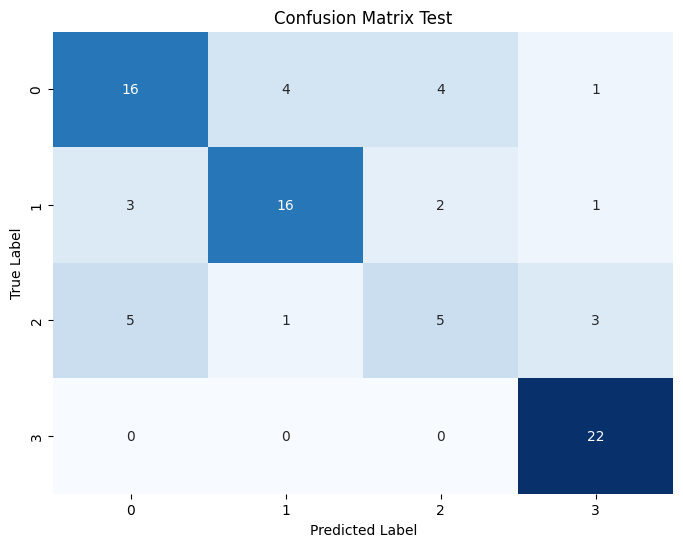 Confusion Matrix Test
0 16 4 4 1
1 3 16 2 1
2 5 1 5 3
3 0 0 0 22
0 1 2 3
True Label
Predicted Label